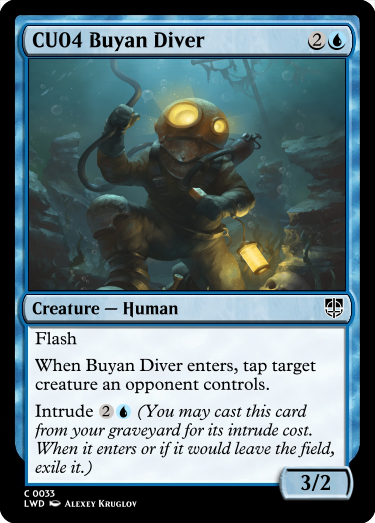 CU04 Buyan Diver 2
Creature — Human
Flash
When Buyan Diver enters, tap target
creature an opponent controls.
Intrude 2 (You may cast this card
from your graveyard for its intrude cost.
When it enters or if it would leave the field,
exile it.)
3/2
C 0033
LWD Alexey Kruglov